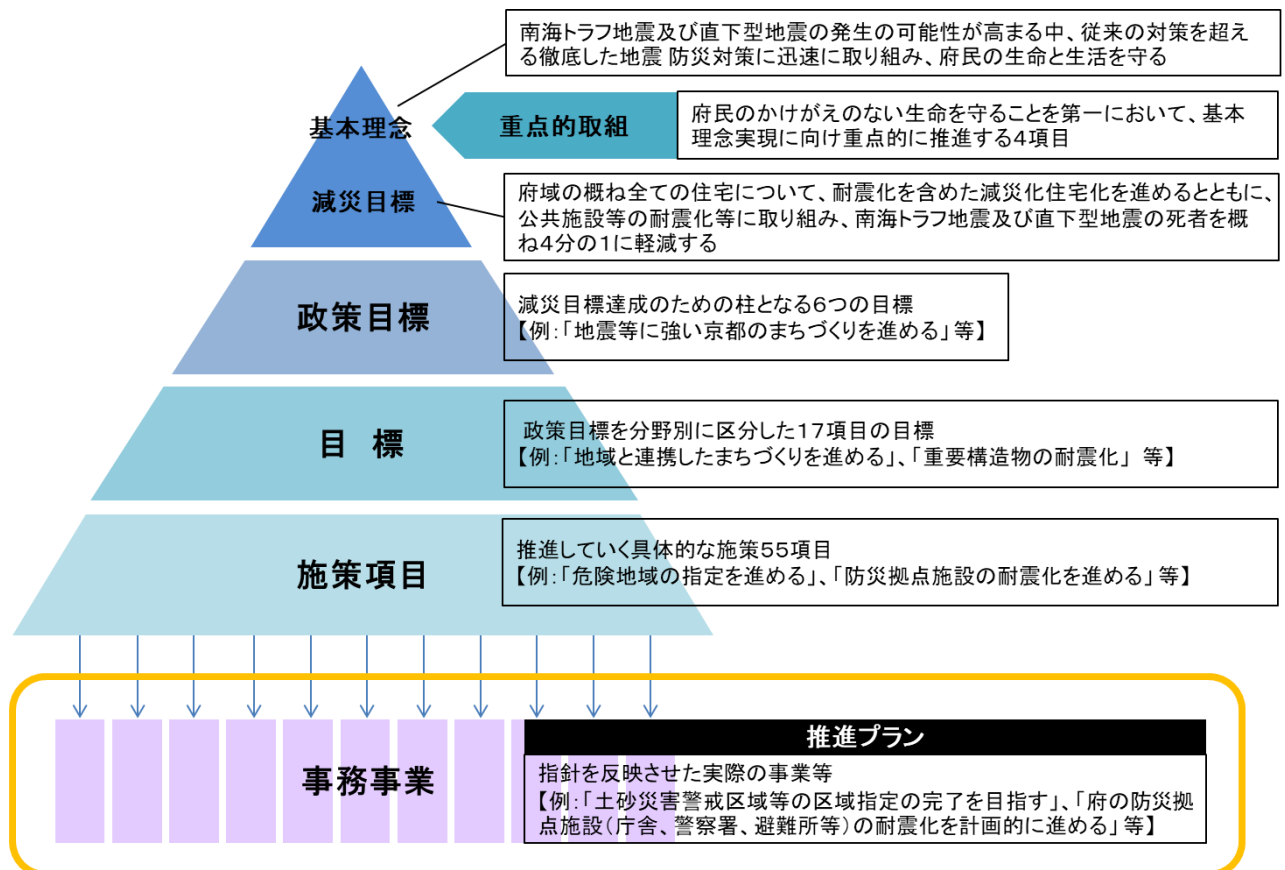 南海トラフ地震及び直下型地震の発生の可能性が高まる中、従来の対策を超え
る徹底した地震 防災対策に迅速に取り組み、府民の生命と生活を守る
基本理念
重点的取組
府民のかけがえのない生命を守ることを第一において、基本
理念実現に向け重点的に推進する4項目
減災目標
府域の概ね全ての住宅について、耐震化を含めた減災化住宅化を進めるとともに、
公共施設等の耐震化等に取り組み、南海トラフ地震及び直下型地震の死者を概
ね4分の1に軽減する
政策目標
減災目標達成のための柱となる6つの目標
【例:「地震等に強い京都のまちづくりを進める」等】
目 標
政策目標を分野別に区分した17項目の目標
【例:「地域と連携したまちづくりを進める」、「重要構造物の耐震化」 等】
施策項目
推進していく具体的な施策55項目
【例:「危険地域の指定を進める」、「防災拠点施設の耐震化を進める」等】
事務事業
推進プラン
指針を反映させた実際の事業等
【例:「土砂災害警戒区域等の区域指定の完了を目指す」、「府の防災拠
点施設(庁舎、警察署、避難所等)の耐震化を計画的に進める」等】